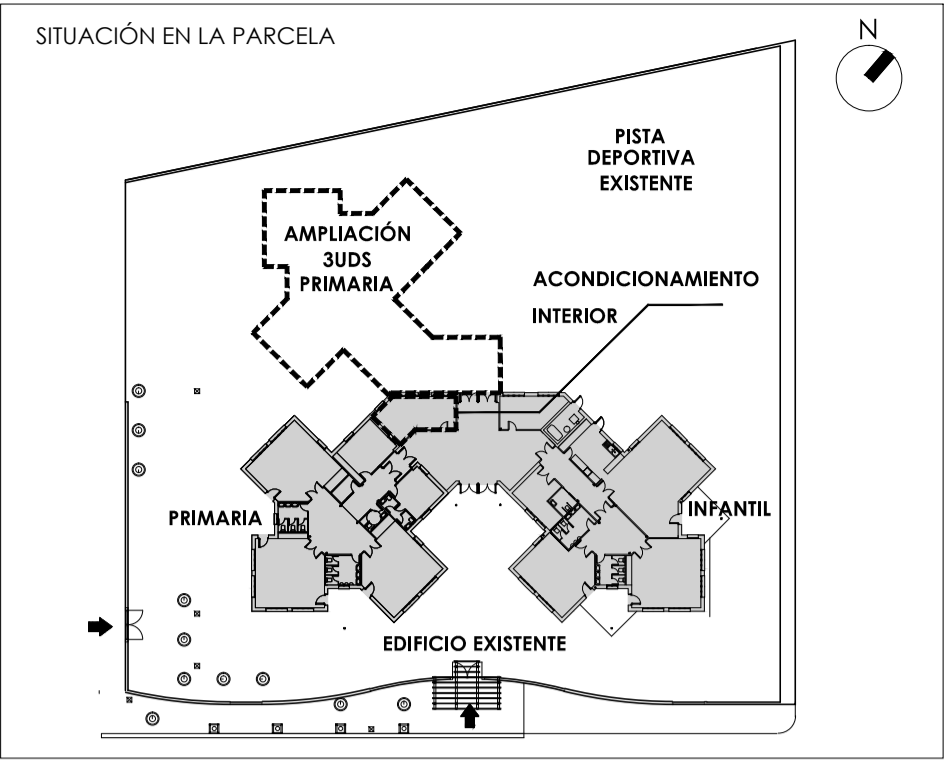 SITUACIÓN EN LA PARCELA
N
PISTA
DEPORTIVA
EXISTENTE
AMPLIACIÓN
3UDS
PRIMARIA
ACONDICIONAMIENTO
INTERIOR
PRIMARIA
INFANTIL
EDIFICIO EXISTENTE